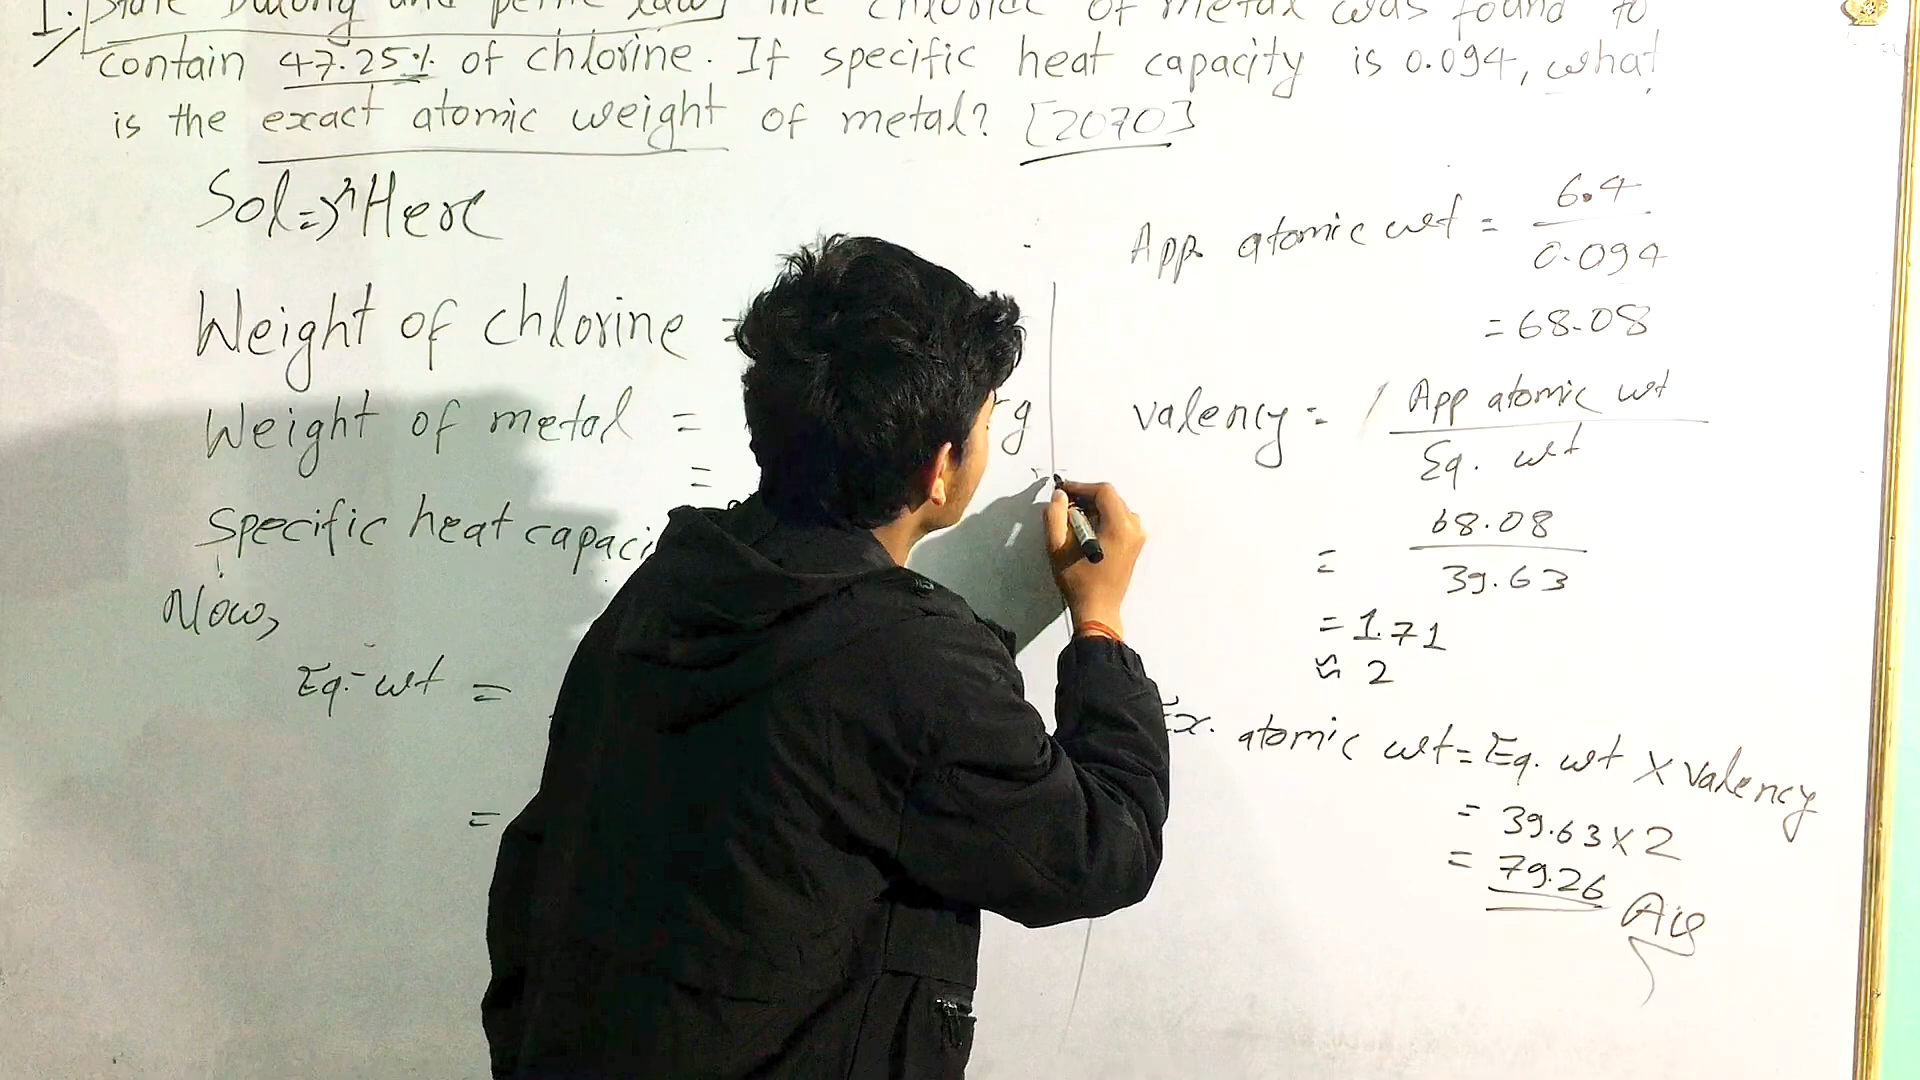 1. State Dulong and petit law. The chloride of metal was found to
contain 47.25% of chlorine. If specific heat capacity is 0.094, what
is the exact atomic weight of metal? [2070]
Solⁿ Here
Weight of chlorine =
Weight of metal =
g
=
Specific heat capaci
Now,
Eq. wt =
=
App. atomic wt = 6.4
0.094
= 68.08
valency = App atomic wt
Eq. wt
= 68.08
39.63
= 1.71
≈ 2
Ex. atomic wt = Eq. wt X valency
= 39.63 X 2
= 79.26